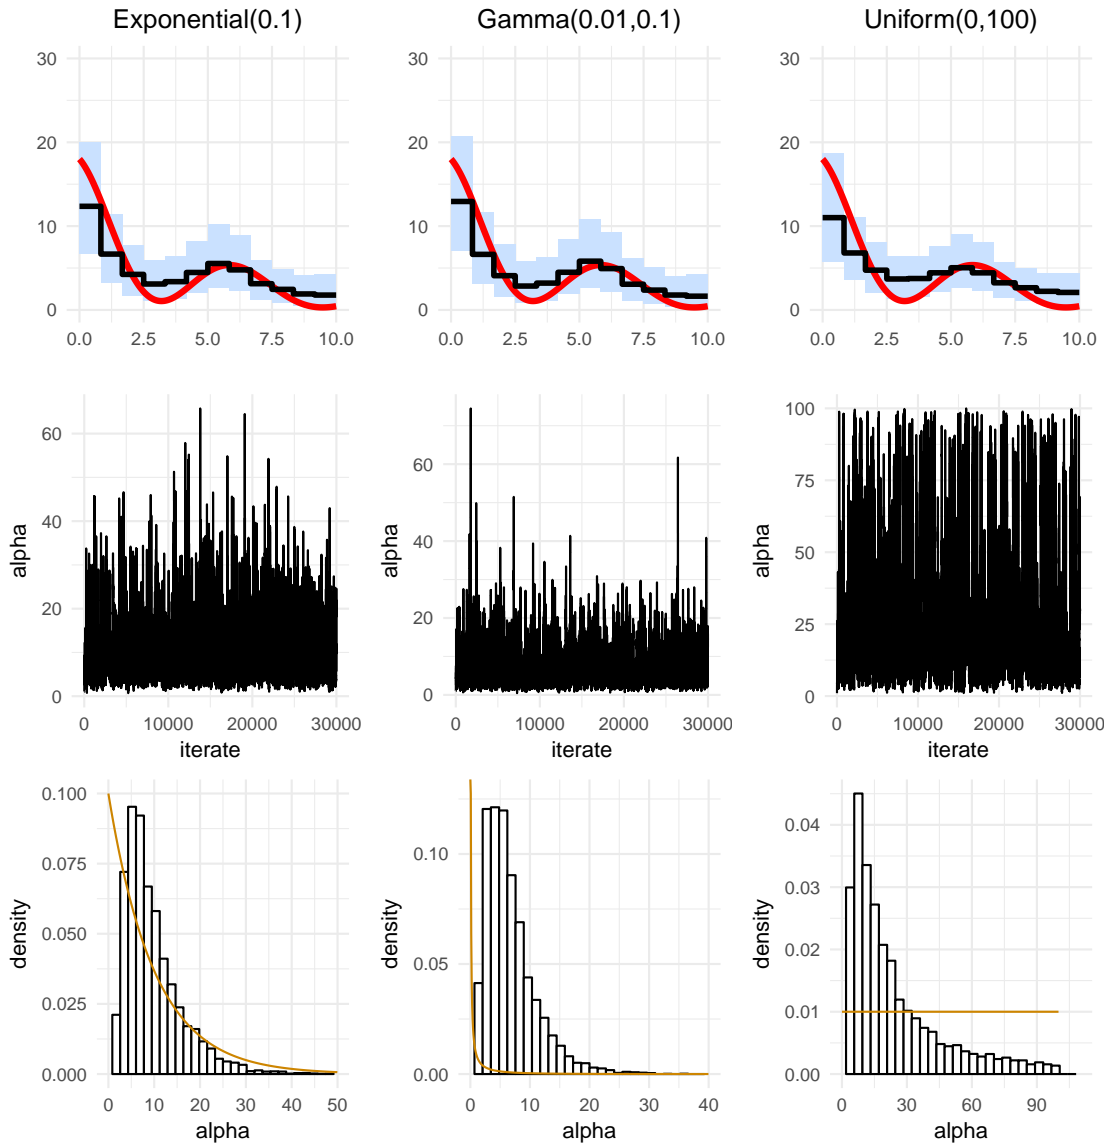 Exponential(0.1) Gamma(0.01,0.1) Uniform(0,100)
30 30 30
20 20 20
10 10 10
0 0 0
0.0 2.5 5.0 7.5 10.0 0.0 2.5 5.0 7.5 10.0 0.0 2.5 5.0 7.5 10.0
alpha alpha alpha
60 60 100
40 40 75
20 20 50
0 0 25
0
0 10000 20000 30000 0 10000 20000 30000 0 10000 20000 30000
iterate iterate iterate
density density density
0.100 0.10 0.04
0.075 0.05 0.03
0.050 0.00 0.02
0.025 0.01
0.000 0.00
0 10 20 30 40 50 0 10 20 30 40 0 30 60 90
alpha alpha alpha